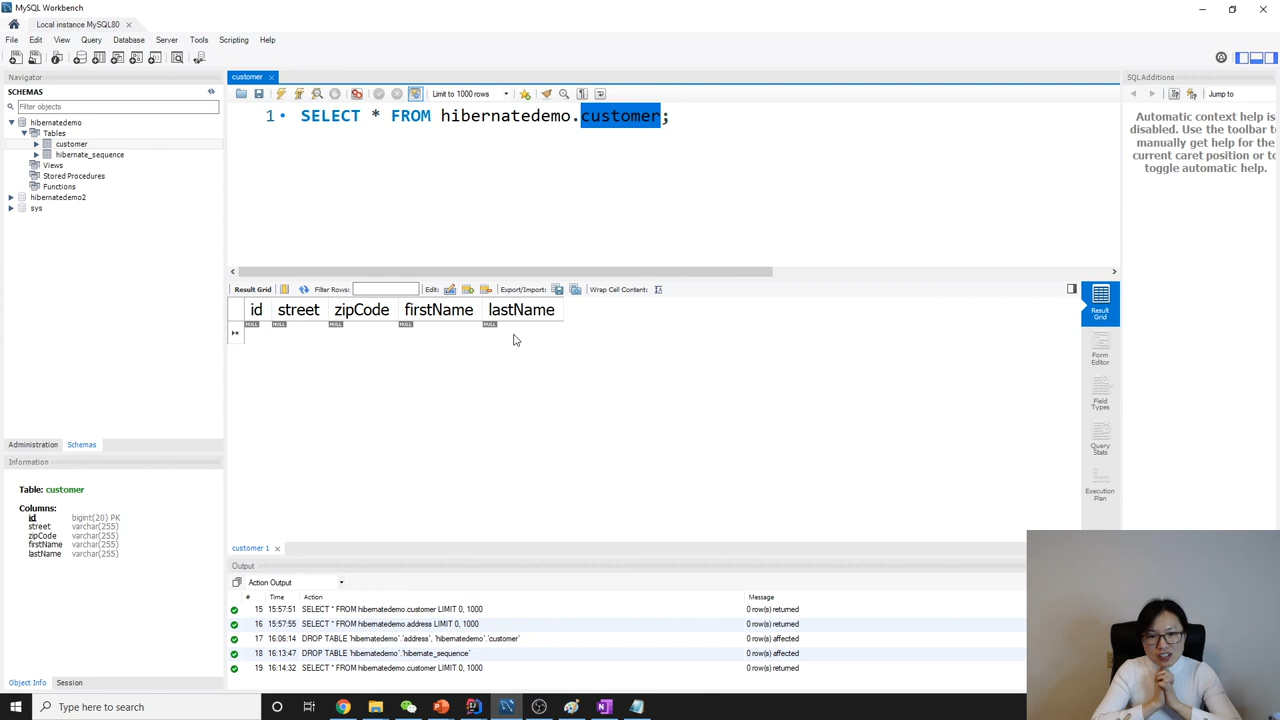 MySQL Workbench
Local instance MySQL80
File Edit View Query Database Server Tools Scripting Help
Navigator
SCHEMAS
Filter objects
hibernatedemo
Tables
customer
hibernate_sequence
Views
Stored Procedures
Functions
hibernatedemo2
sys
Administration Schemas
Information
Table: customer
Columns:
id bigint(20) PK
street varchar(255)
zipCode varchar(255)
firstName varchar(255)
lastName varchar(255)
Object Info Session
customer
Limit to 1000 rows
1 SELECT * FROM hibernatedemo.customer;
Result Grid Filter Rows: Edit: Export/Import: Wrap Cell Content:
id street zipCode firstName lastName
NULL NULL NULL NULL NULL
customer 1
Output
Action Output
# Time Action Message
15 15:57:51 SELECT * FROM hibernatedemo.customer LIMIT 0, 1000 0 row(s) returned
16 15:57:55 SELECT * FROM hibernatedemo.address LIMIT 0, 1000 0 row(s) returned
17 16:06:14 DROP TABLE `hibernatedemo`.`address`, `hibernatedemo`.`customer` 0 row(s) affected
18 16:13:47 DROP TABLE `hibernatedemo`.`hibernate_sequence` 0 row(s) affected
19 16:14:32 SELECT * FROM hibernatedemo.customer LIMIT 0, 1000 0 row(s) returned
Result
Grid
Form
Editor
Field
Types
Query
Stats
Execution
Plan
SQLAdditions
Jump to
Automatic context help is
disabled. Use the toolbar to
manually get help for the
current caret position or to
toggle automatic help.
Type here to search